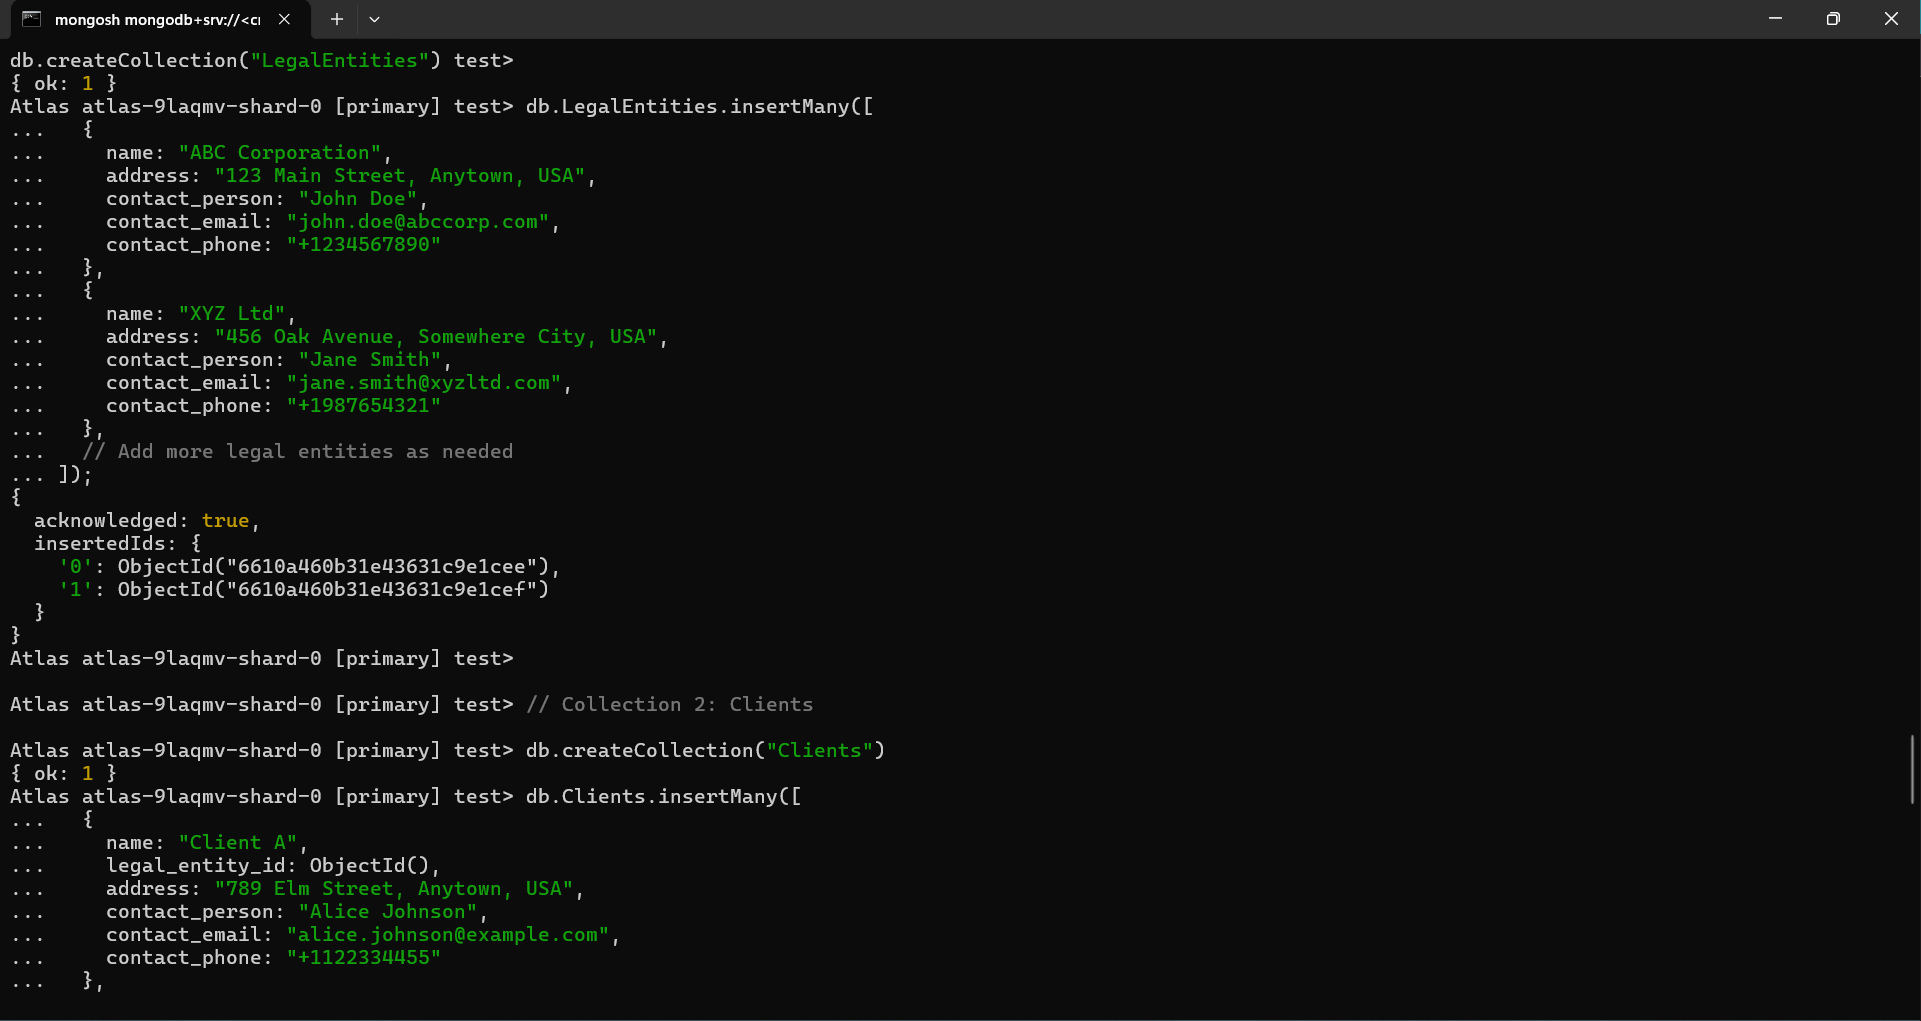 mongosh mongodb+srv://<cr
db.createCollection("LegalEntities") test>
{ ok: 1 }
Atlas atlas-9laqmv-shard-0 [primary] test> db.LegalEntities.insertMany([
...   {
...     name: "ABC Corporation",
...     address: "123 Main Street, Anytown, USA",
...     contact_person: "John Doe",
...     contact_email: "john.doe@abccorp.com",
...     contact_phone: "+1234567890"
...   },
...   {
...     name: "XYZ Ltd",
...     address: "456 Oak Avenue, Somewhere City, USA",
...     contact_person: "Jane Smith",
...     contact_email: "jane.smith@xyzltd.com",
...     contact_phone: "+1987654321"
...   },
...   // Add more legal entities as needed
... ]);
{
  acknowledged: true,
  insertedIds: {
    '0': ObjectId("6610a460b31e43631c9e1cee"),
    '1': ObjectId("6610a460b31e43631c9e1cef")
  }
}
Atlas atlas-9laqmv-shard-0 [primary] test>
Atlas atlas-9laqmv-shard-0 [primary] test> // Collection 2: Clients
Atlas atlas-9laqmv-shard-0 [primary] test> db.createCollection("Clients")
{ ok: 1 }
Atlas atlas-9laqmv-shard-0 [primary] test> db.Clients.insertMany([
...   {
...     name: "Client A",
...     legal_entity_id: ObjectId(),
...     address: "789 Elm Street, Anytown, USA",
...     contact_person: "Alice Johnson",
...     contact_email: "alice.johnson@example.com",
...     contact_phone: "+1122334455"
...   },